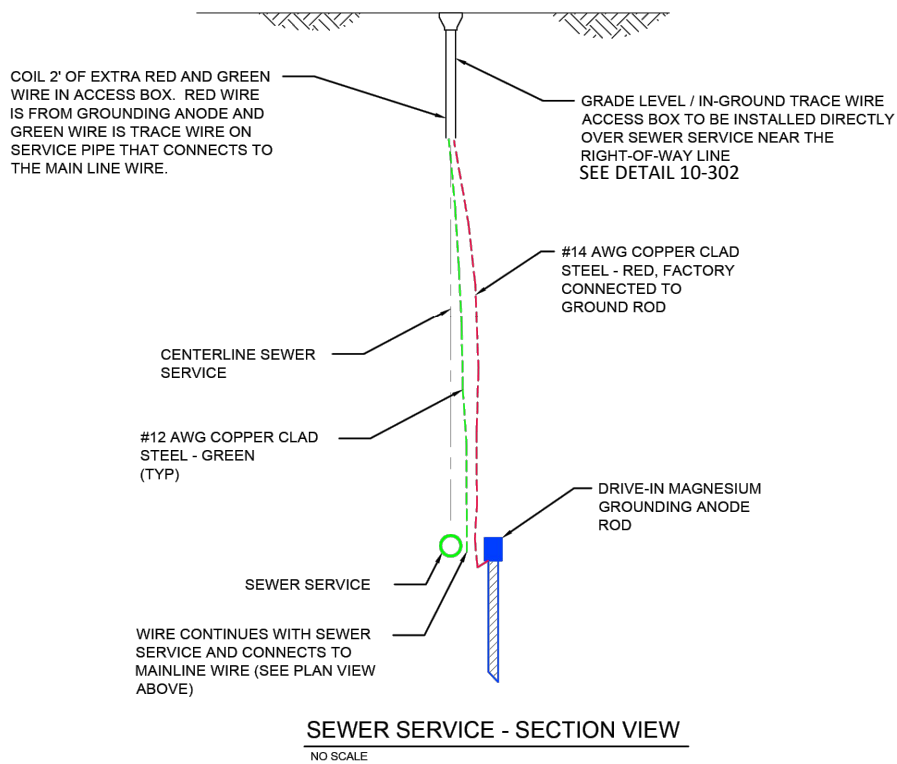 COIL 2' OF EXTRA RED AND GREEN
WIRE IN ACCESS BOX. RED WIRE
IS FROM GROUNDING ANODE AND
GREEN WIRE IS TRACE WIRE ON
SERVICE PIPE THAT CONNECTS TO
THE MAIN LINE WIRE.
GRADE LEVEL / IN-GROUND TRACE WIRE
ACCESS BOX TO BE INSTALLED DIRECTLY
OVER SEWER SERVICE NEAR THE
RIGHT-OF-WAY LINE
SEE DETAIL 10-302
#14 AWG COPPER CLAD
STEEL - RED, FACTORY
CONNECTED TO
GROUND ROD
CENTERLINE SEWER
SERVICE
#12 AWG COPPER CLAD
STEEL - GREEN
(TYP)
DRIVE-IN MAGNESIUM
GROUNDING ANODE
ROD
SEWER SERVICE
WIRE CONTINUES WITH SEWER
SERVICE AND CONNECTS TO
MAINLINE WIRE (SEE PLAN VIEW
ABOVE)
SEWER SERVICE - SECTION VIEW
NO SCALE